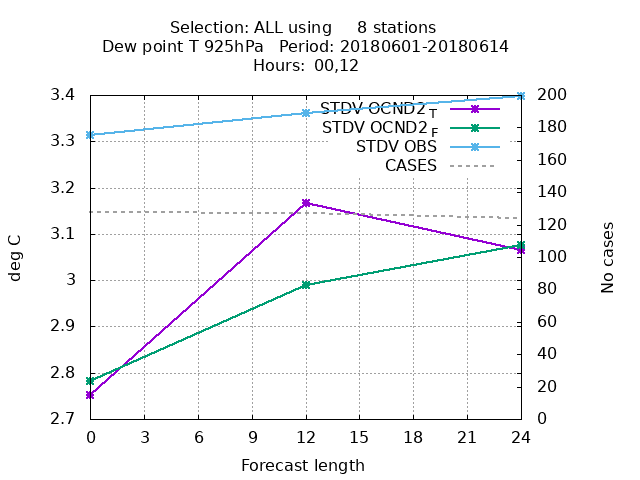 Selection: ALL using 8 stations
Dew point T 925hPa Period: 20180601-20180614
Hours: 00,12
3.4
3.3
3.2
3.1
3
2.9
2.8
2.7
deg C
STDV OCND2 T
STDV OCND2 F
STDV OBS
CASES
200
180
160
140
120
100
80
60
40
20
0
No cases
0 3 6 9 12 15 18 21 24
Forecast length